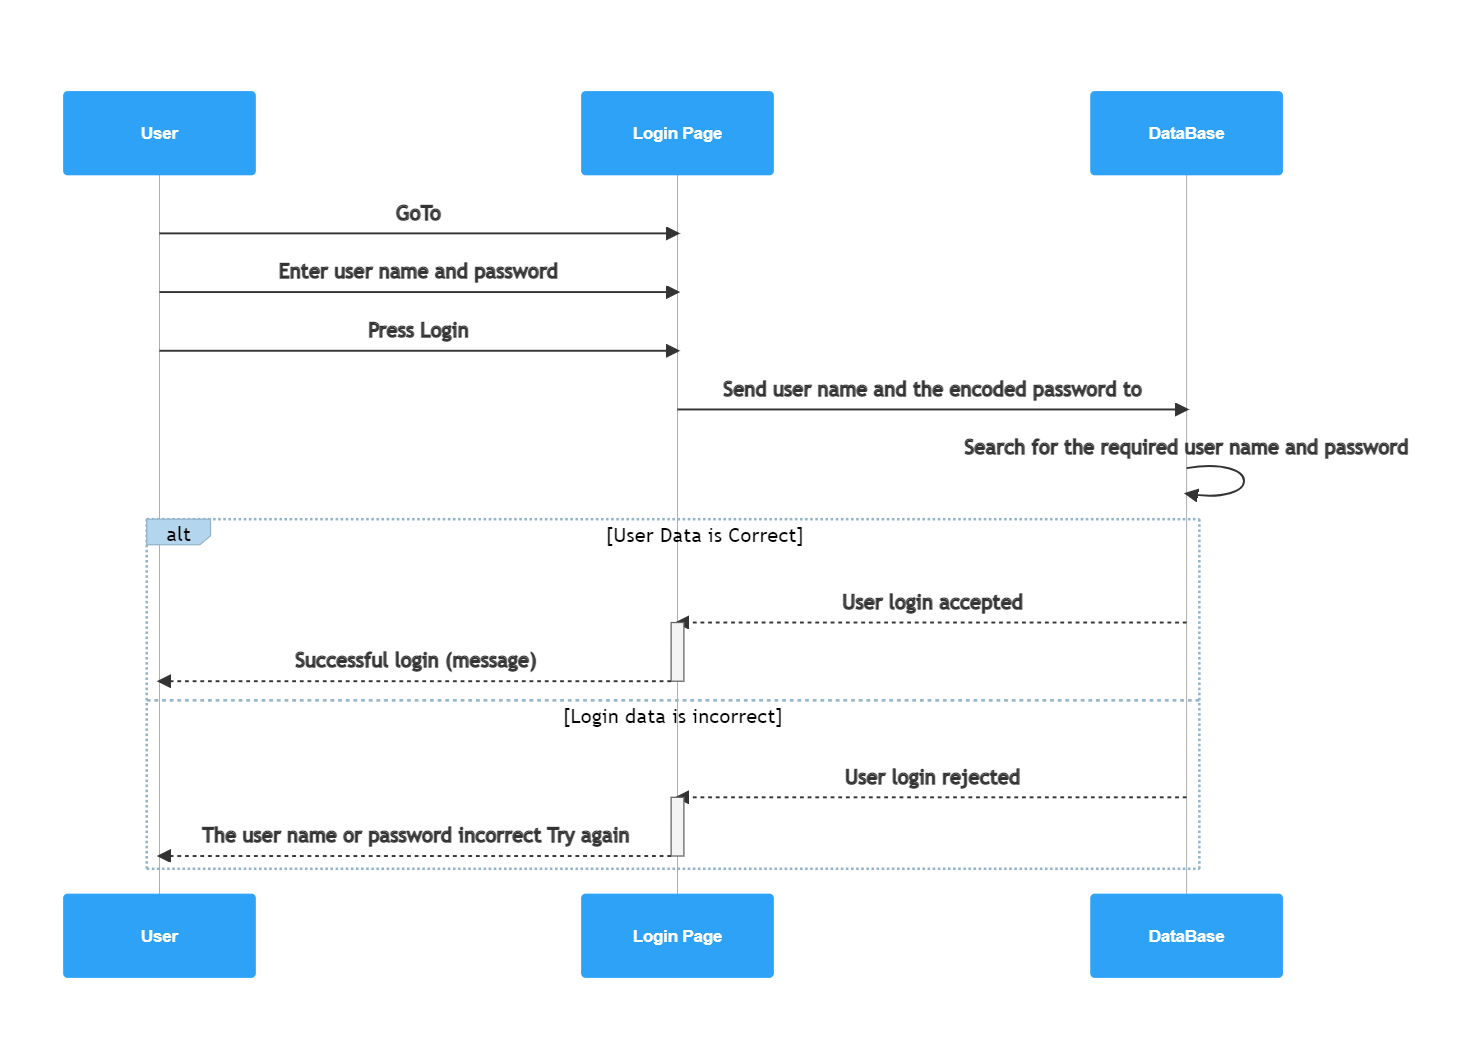 User
Login Page
DataBase
GoTo
Enter user name and password
Press Login
Send user name and the encoded password to
Search for the required user name and password
alt
[User Data is Correct]
User login accepted
Successful login (message)
[Login data is incorrect]
User login rejected
The user name or password incorrect Try again
User
Login Page
DataBase